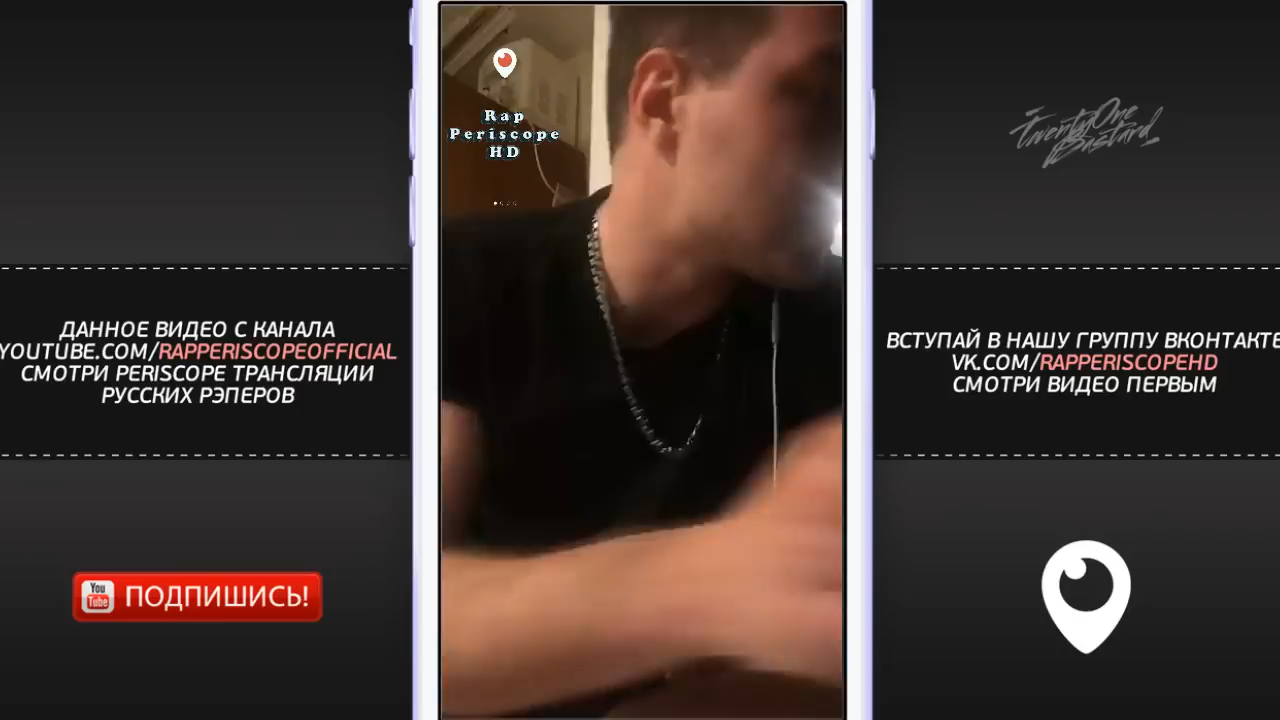 Rap
Periscope
HD
TwentyOne
Bastard
ДАННОЕ ВИДЕО С КАНАЛА
YOUTUBE.COM/RAPPERISCOPEOFFICIAL
СМОТРИ PERISCOPE ТРАНСЛЯЦИИ
РУССКИХ РЭПЕРОВ
ВСТУПАЙ В НАШУ ГРУППУ ВКОНТАКТЕ
VK.COM/RAPPERISCOPEHD
СМОТРИ ВИДЕО ПЕРВЫМ
You
Tube
ПОДПИШИСЬ!